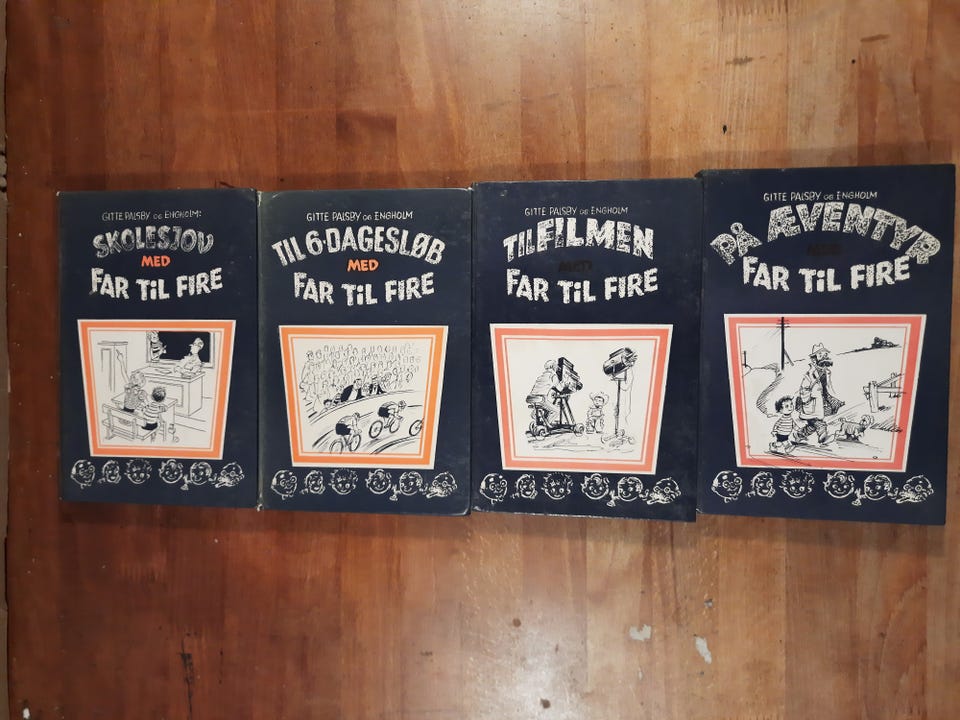 GITTE PALSBY OG ENGHOLM:
SKOLESJOV
MED
FAR TiL FIRE
GITTE PALSBY OG ENGHOLM
TIL 6-DAGESLØB
MED
FAR TiL FIRE
GITTE PALSBY OG ENGHOLM
TIL FILMEN
MED
FAR TiL FIRE
GITTE PALSBY OG ENGHOLM
PÅ ÆVENTYR
MED
FAR TiL FIRE